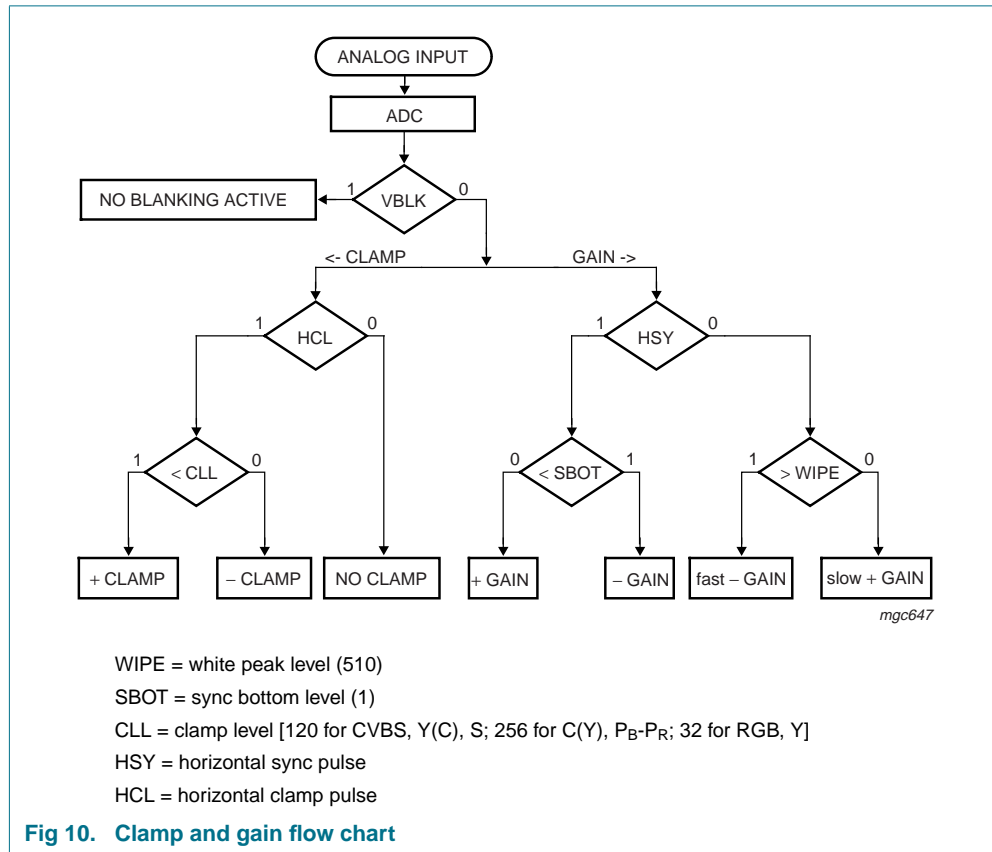 ANALOG INPUT
ADC
1
0
NO BLANKING ACTIVE
VBLK
<- CLAMP
GAIN ->
1
HCL
0
1
HSY
0
1
< CLL
0
0
< SBOT
1
1
> WIPE
0
+ CLAMP
− CLAMP
NO CLAMP
+ GAIN
− GAIN
fast − GAIN
slow + GAIN
mgc647
WIPE = white peak level (510)
SBOT = sync bottom level (1)
CLL = clamp level [120 for CVBS, Y(C), S; 256 for C(Y), PB-PR; 32 for RGB, Y]
HSY = horizontal sync pulse
HCL = horizontal clamp pulse
Fig 10. Clamp and gain flow chart